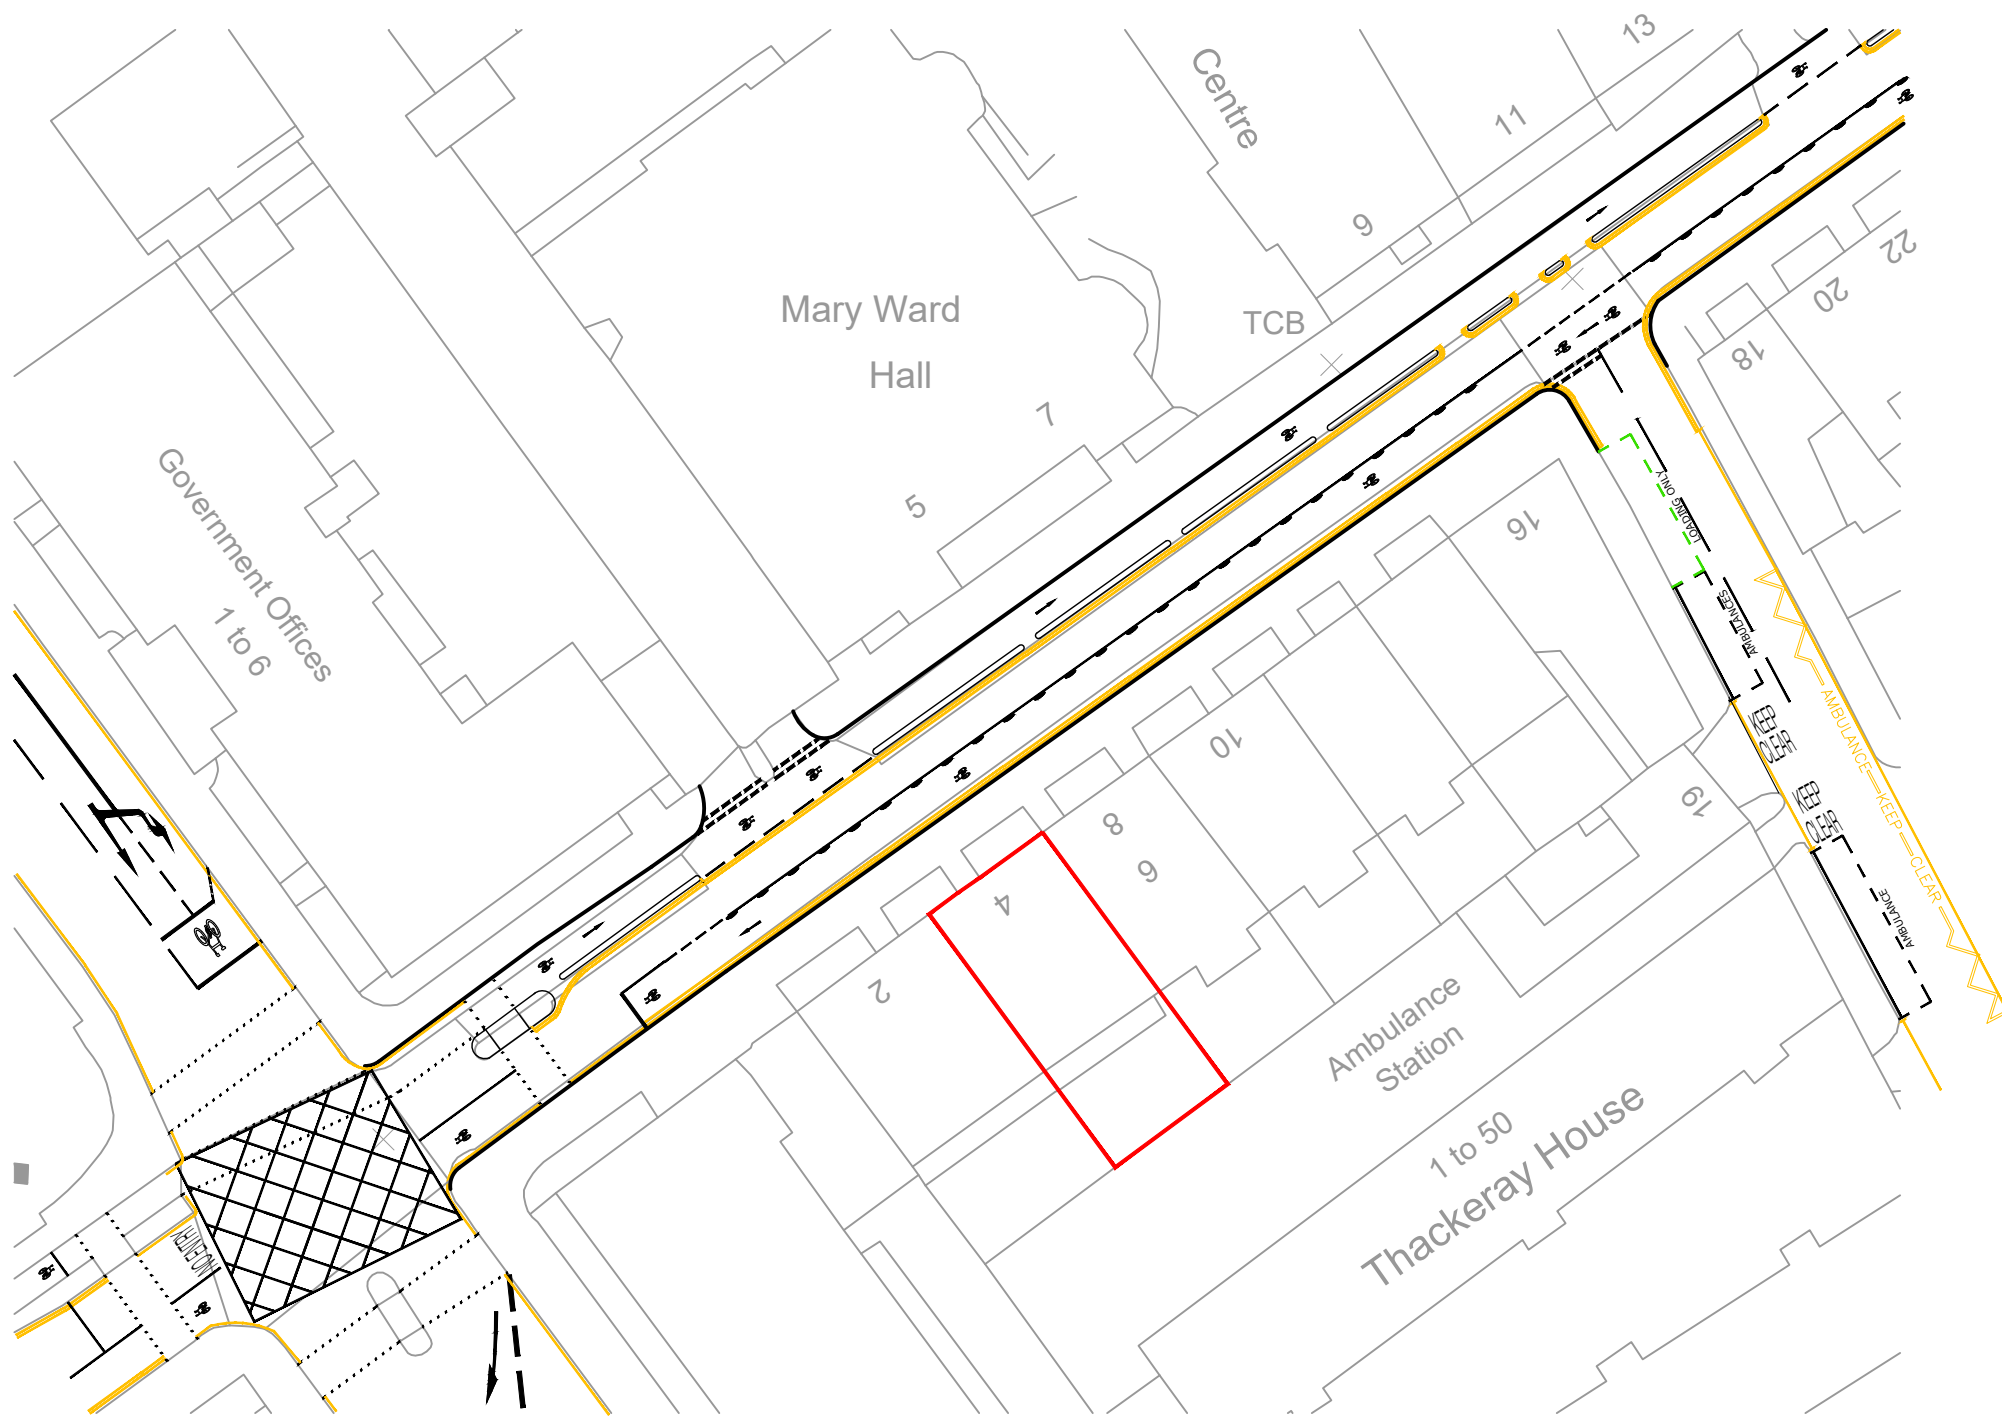 13
Centre
11
9
22
20
18
TCB
Mary Ward
Hall
7
5
16
Government Offices
1 to 6
LOADING ONLY
AMBULANCES
KEEP
CLEAR
KEEP
CLEAR
AMBULANCE
AMBULANCE KEEP CLEAR
19
10
8
6
4
2
Ambulance
Station
1 to 50
Thackeray House
NO ENTRY